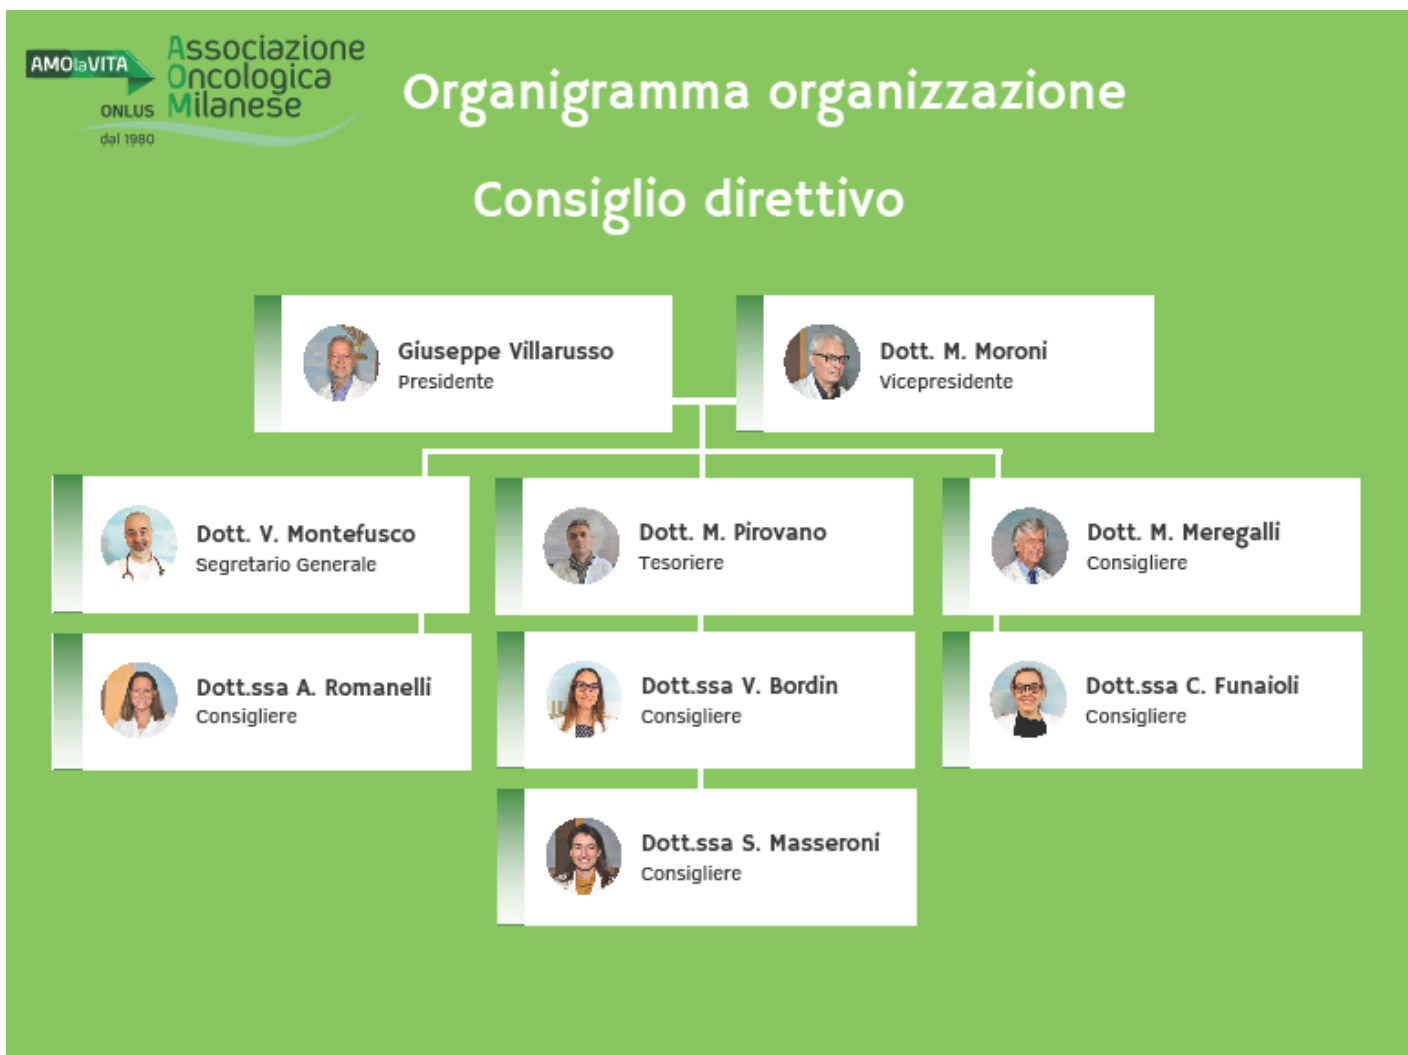 AMOlaVITA
ONLUS
dal 1980
Associazione
Oncologica
Milanese
Organigramma organizzazione
Consiglio direttivo
Giuseppe Villarusso
Presidente
Dott. M. Moroni
Vicepresidente
Dott. V. Montefusco
Segretario Generale
Dott. M. Pirovano
Tesoriere
Dott. M. Meregalli
Consigliere
Dott.ssa A. Romanelli
Consigliere
Dott.ssa V. Bordin
Consigliere
Dott.ssa C. Funaioli
Consigliere
Dott.ssa S. Masseroni
Consigliere